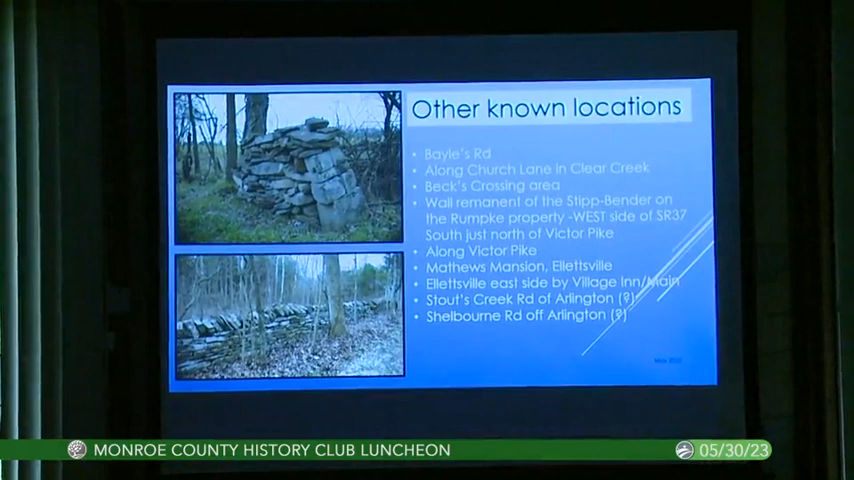 Other known locations
• Bayle's Rd
• Along Church Lane in Clear Creek
• Beck's Crossing area
• Wall remanent of the Stipp-Bender on
the Rumpke property -WEST side of SR37
South just north of Victor Pike
• Along Victor Pike
• Mathews Mansion, Ellettsville
• Ellettsville east side by Village Inn/Main
• Stout's Creek Rd of Arlington (?)
• Shelbourne Rd off Arlington (?)
MONROE COUNTY HISTORY CLUB LUNCHEON
05/30/23